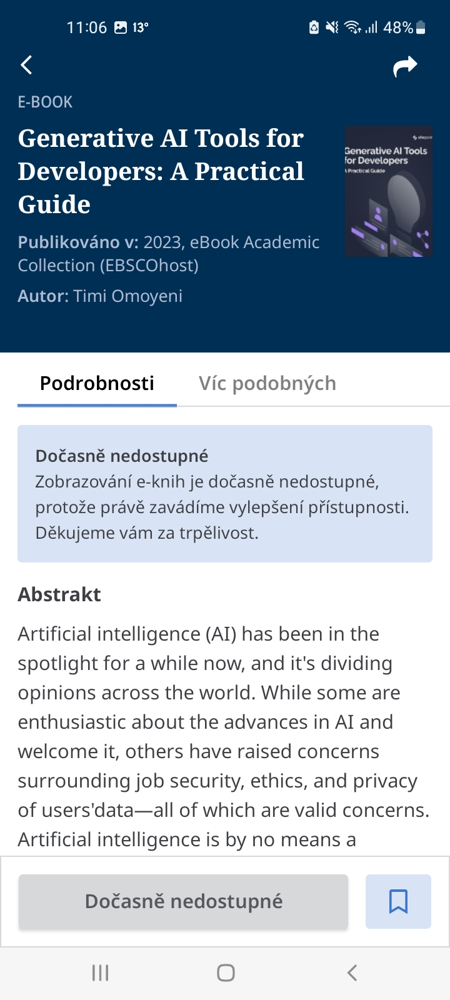 11:06 13°
48%
E-BOOK
Generative AI Tools for
Developers: A Practical
Guide
sitepoin
Generative AI Tools
for Developers
A Practical Guide
Publikováno v: 2023, eBook Academic
Collection (EBSCOhost)
Autor: Timi Omoyeni
Podrobnosti
Víc podobných
Dočasně nedostupné
Zobrazování e-knih je dočasně nedostupné,
protože právě zavádíme vylepšení přístupnosti.
Děkujeme vám za trpělivost.
Abstrakt
Artificial intelligence (AI) has been in the
spotlight for a while now, and it's dividing
opinions across the world. While some are
enthusiastic about the advances in AI and
welcome it, others have raised concerns
surrounding job security, ethics, and privacy
of users'data—all of which are valid concerns.
Artificial intelligence is by no means a
Dočasně nedostupné